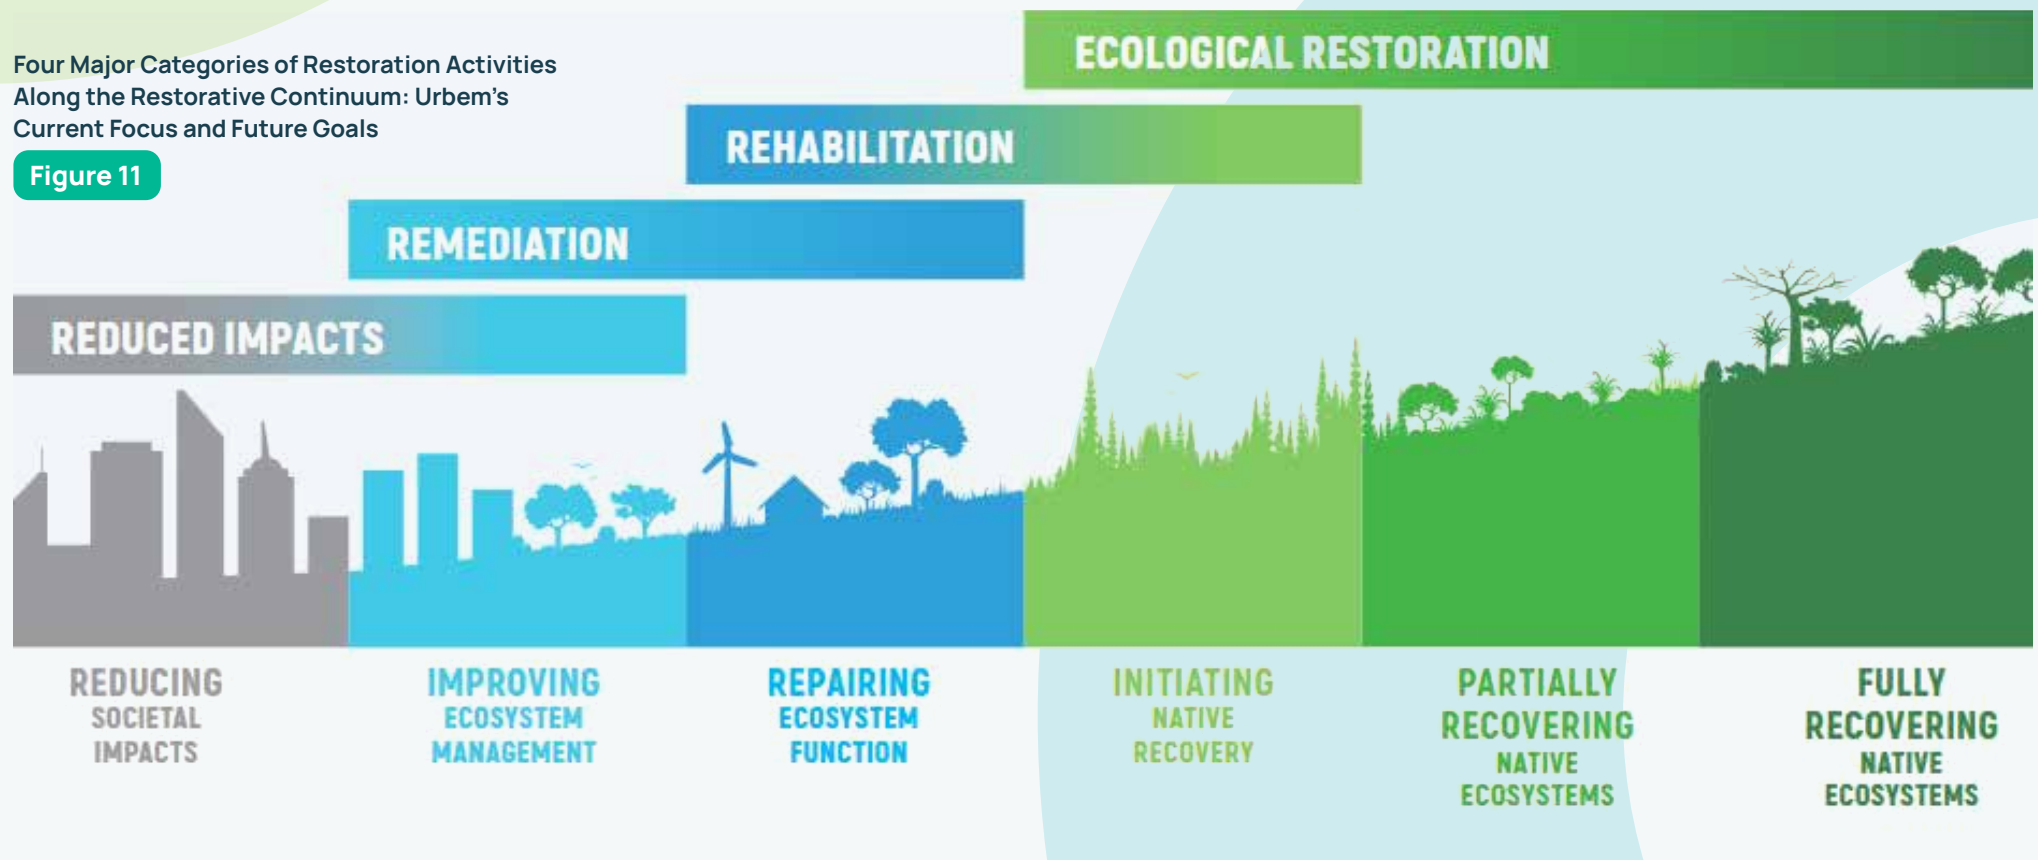 Four Major Categories of Restoration Activities
Along the Restorative Continuum: Urbem's
Current Focus and Future Goals
Figure 11
ECOLOGICAL RESTORATION
REHABILITATION
REMEDIATION
REDUCED IMPACTS
REDUCING
SOCIETAL
IMPACTS
IMPROVING
ECOSYSTEM
MANAGEMENT
REPAIRING
ECOSYSTEM
FUNCTION
INITIATING
NATIVE
RECOVERY
PARTIALLY
RECOVERING
NATIVE
ECOSYSTEMS
FULLY
RECOVERING
NATIVE
ECOSYSTEMS